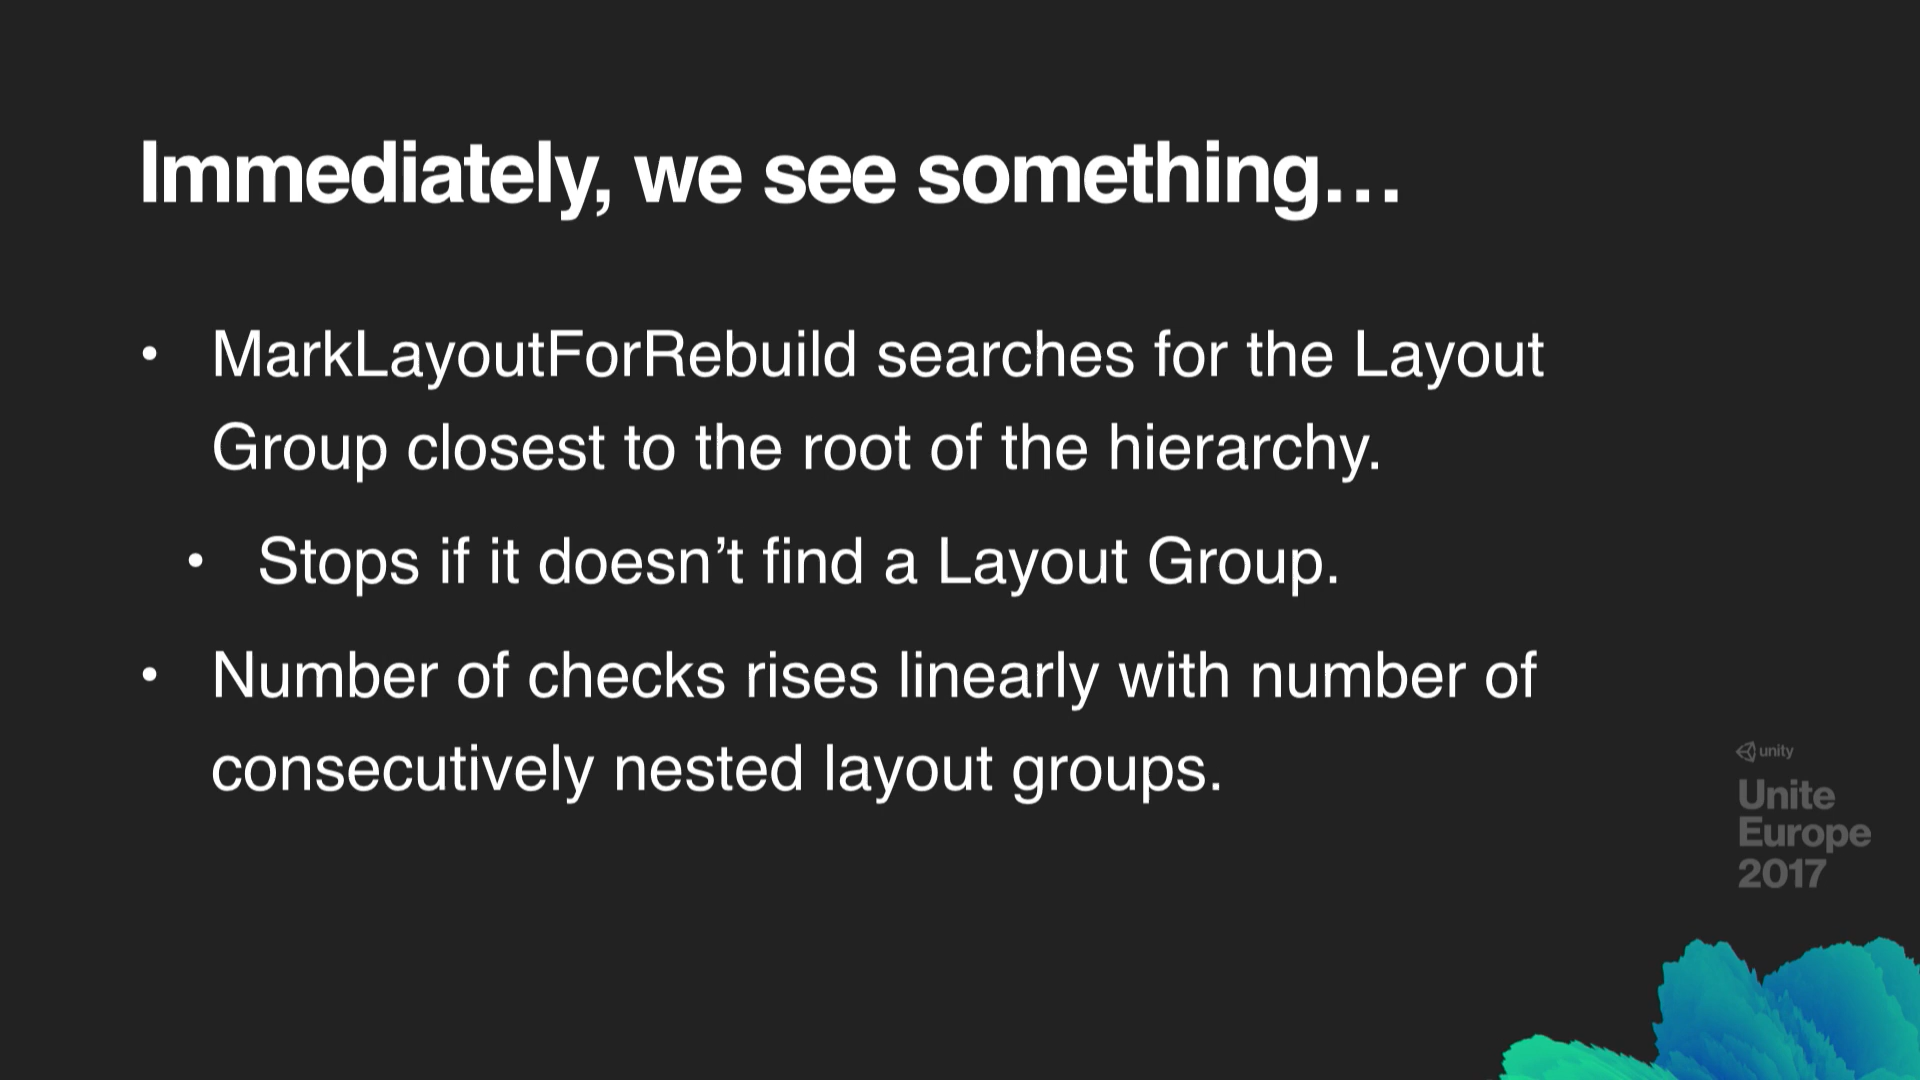 Immediately, we see something…
• MarkLayoutForRebuild searches for the Layout
Group closest to the root of the hierarchy.
• Stops if it doesn’t find a Layout Group.
• Number of checks rises linearly with number of
consecutively nested layout groups.
unity
Unite
Europe
2017